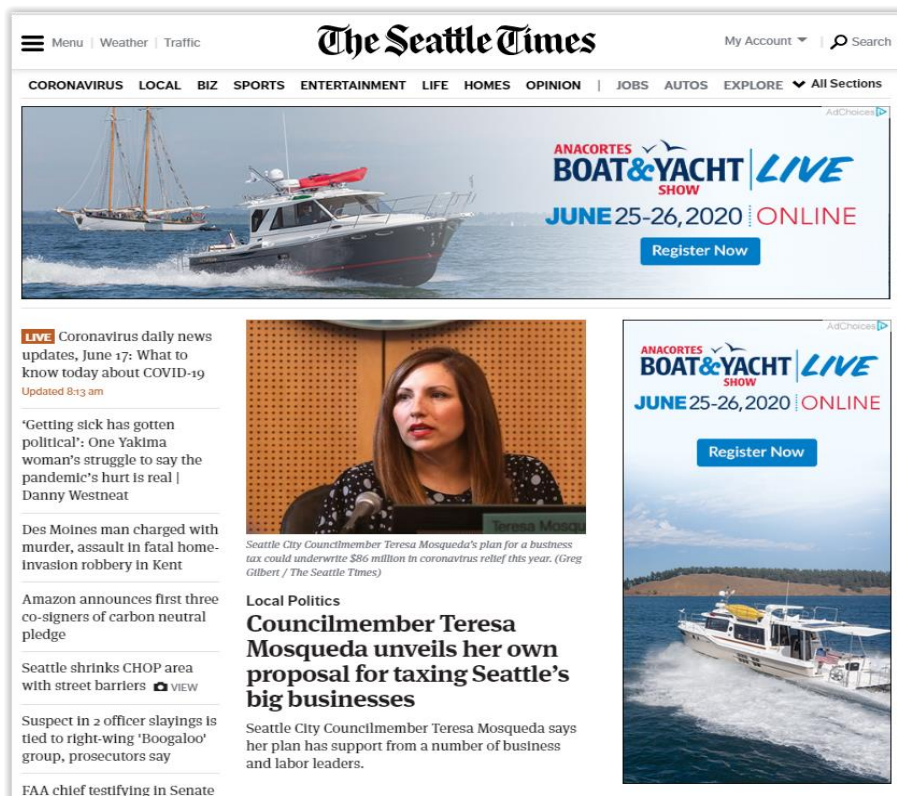 Menu | Weather | Traffic
The Seattle Times
My Account
Search
CORONAVIRUS LOCAL BIZ SPORTS ENTERTAINMENT LIFE HOMES OPINION | JOBS AUTOS EXPLORE All Sections
AdChoices
ANACORTES
BOAT&YACHT
SHOW
LIVE
JUNE 25-26, 2020 ONLINE
Register Now
LIVE Coronavirus daily news
updates, June 17: What to
know today about COVID-19
Updated 8:13 am
‘Getting sick has gotten
political’: One Yakima
woman’s struggle to say the
pandemic’s hurt is real |
Danny Westneat
Des Moines man charged with
murder, assault in fatal home-
invasion robbery in Kent
Amazon announces first three
co-signers of carbon neutral
pledge
Seattle shrinks CHOP area
with street barriers VIEW
Suspect in 2 officer slayings is
tied to right-wing 'Boogaloo'
group, prosecutors say
FAA chief testifying in Senate
Teresa Mosqu
Seattle City Councilmember Teresa Mosqueda’s plan for a business
tax could underwrite $86 million in coronavirus relief this year. (Greg
Gilbert / The Seattle Times)
Local Politics
Councilmember Teresa
Mosqueda unveils her own
proposal for taxing Seattle’s
big businesses
Seattle City Councilmember Teresa Mosqueda says
her plan has support from a number of business
and labor leaders.
AdChoices
ANACORTES
BOAT&YACHT
SHOW
LIVE
JUNE 25-26, 2020 ONLINE
Register Now